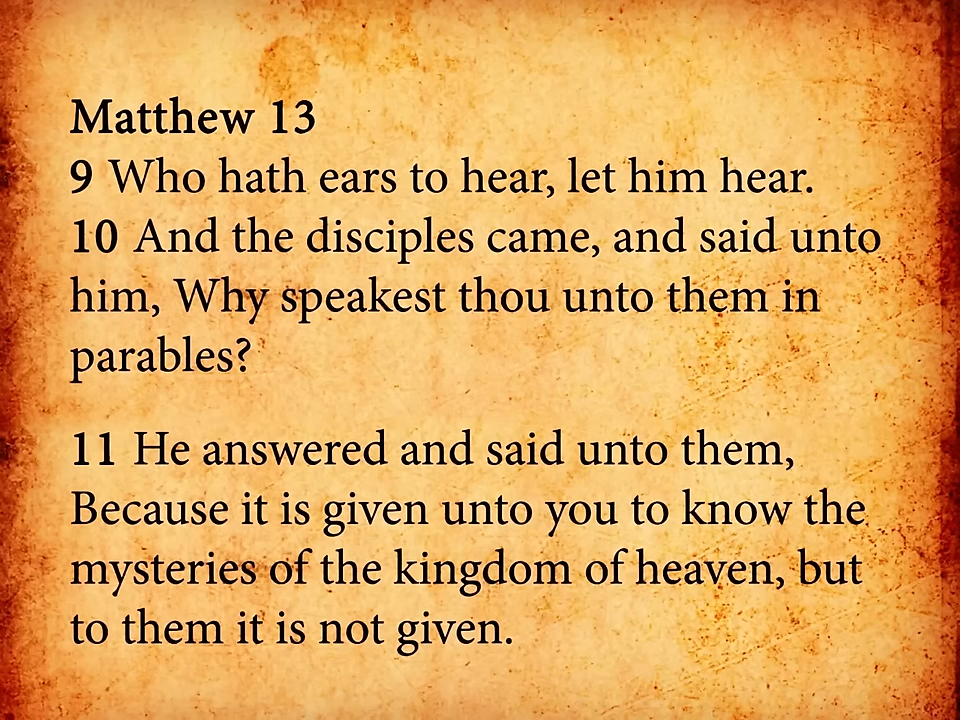 Matthew 13
9 Who hath ears to hear, let him hear.
10 And the disciples came, and said unto
him, Why speakest thou unto them in
parables?
11 He answered and said unto them,
Because it is given unto you to know the
mysteries of the kingdom of heaven, but
to them it is not given.